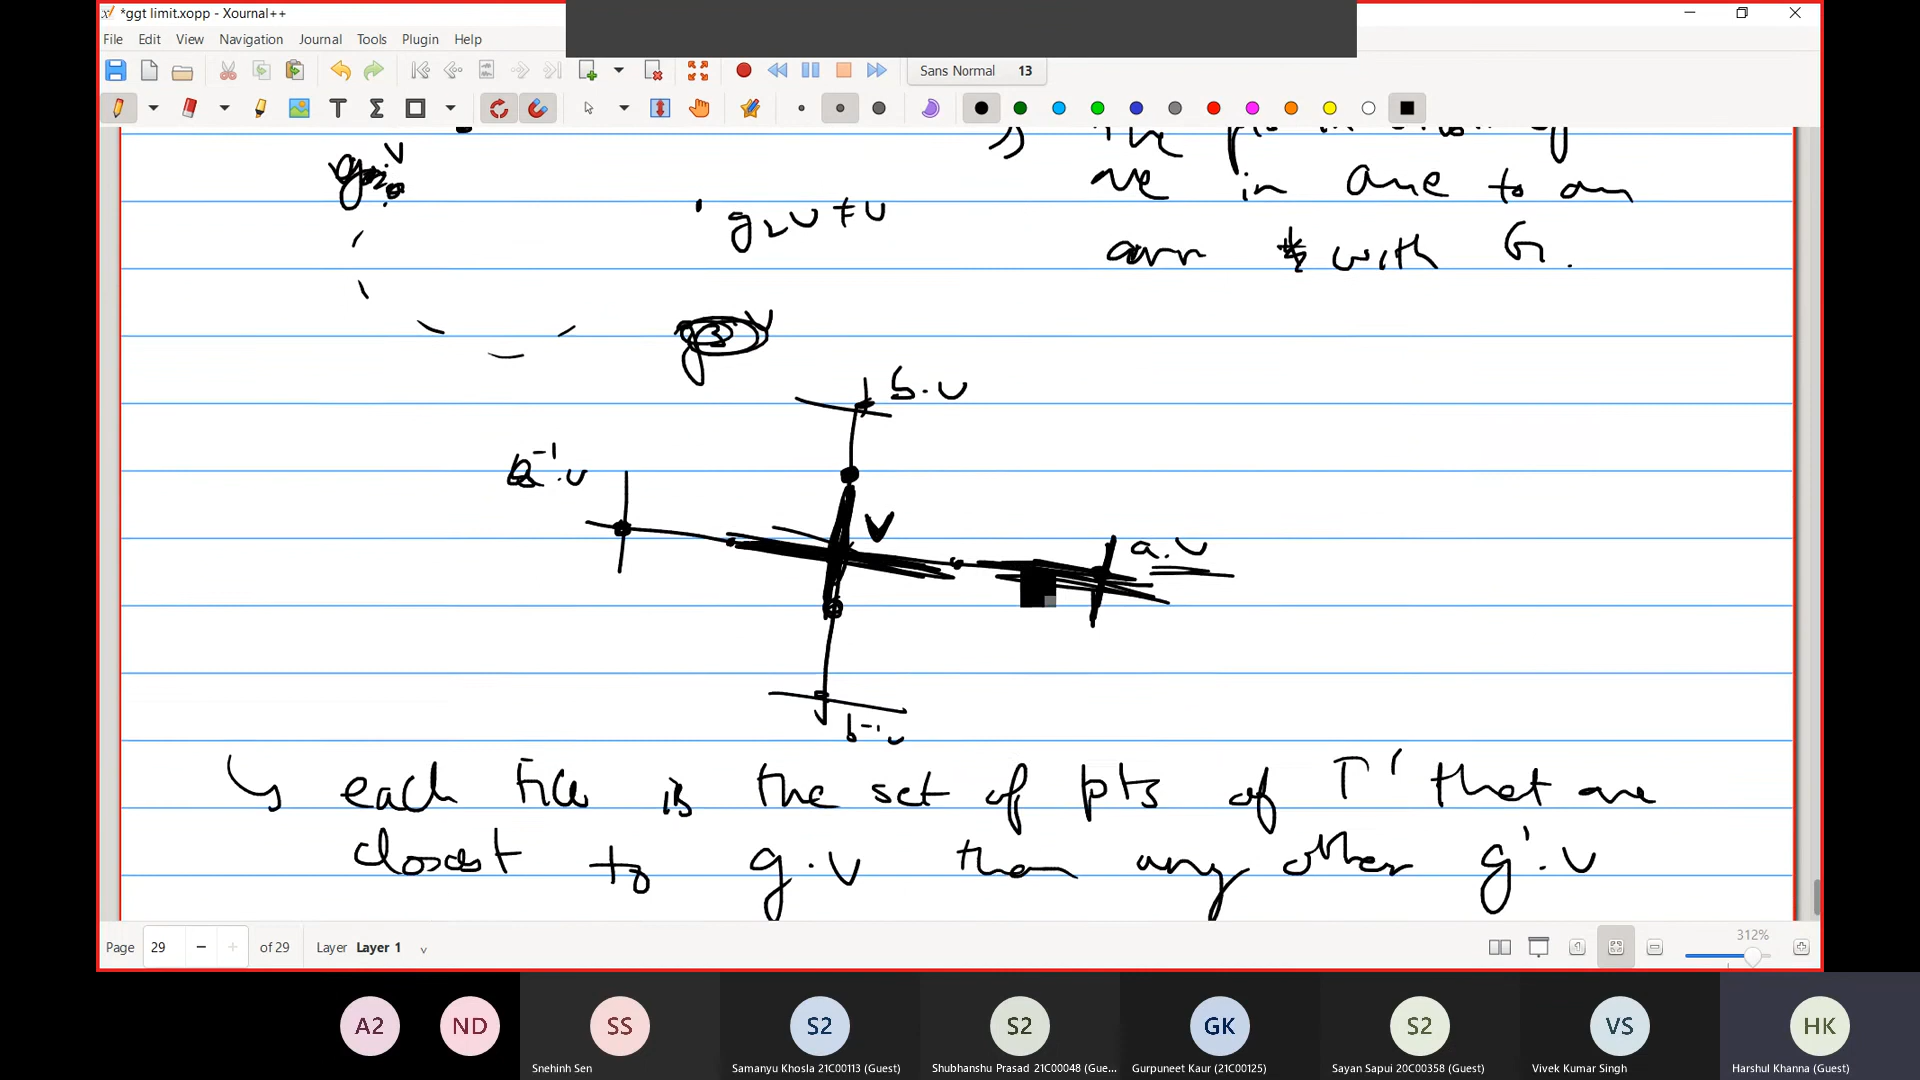 *ggt limit.xopp - Xournal++
File Edit View Navigation Journal Tools Plugin Help
Sans Normal 13
are in one to one
corr with G.
g₂v ≠ v
b.v
a⁻¹.v
v
a.v
b⁻¹v
↳ each tile is the set of pts of T' that are
closest to g.v than any other g'.v
Page 29 of 29 Layer Layer 1
312%
A2 ND SS S2 S2 GK S2 VS HK
Snehinh Sen
Samanyu Khosla 21C00113 (Guest)
Shubhanshu Prasad 21C00048 (Gue...
Gurpuneet Kaur (21C00125)
Sayan Sapui 20C00358 (Guest)
Vivek Kumar Singh
Harshul Khanna (Guest)